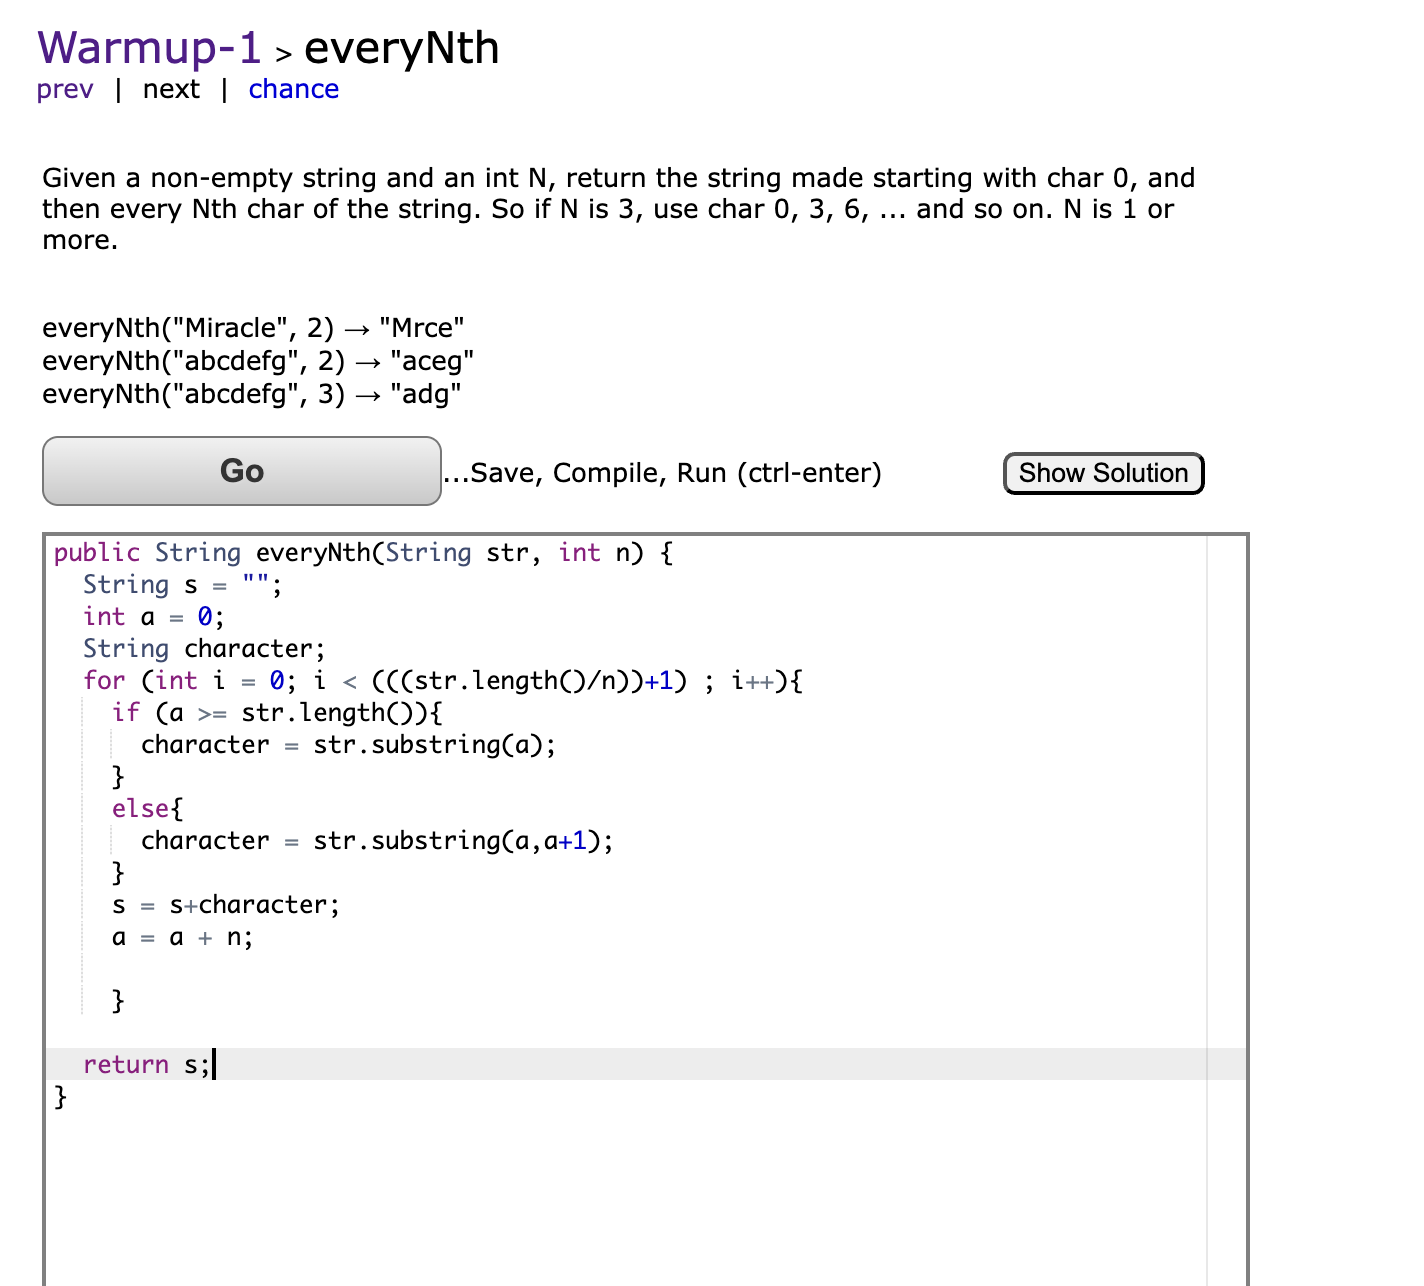 Warmup-1 > everyNth
prev | next | chance
Given a non-empty string and an int N, return the string made starting with char 0, and
then every Nth char of the string. So if N is 3, use char 0, 3, 6, ... and so on. N is 1 or
more.
everyNth("Miracle", 2) → "Mrce"
everyNth("abcdefg", 2) → "aceg"
everyNth("abcdefg", 3) → "adg"
Go ...Save, Compile, Run (ctrl-enter) Show Solution
public String everyNth(String str, int n) {
  String s = "";
  int a = 0;
  String character;
  for (int i = 0; i < (((str.length()/n))+1) ; i++){
    if (a >= str.length()){
      character = str.substring(a);
    }
    else{
      character = str.substring(a,a+1);
    }
    s = s+character;
    a = a + n;
    }
  return s;
}